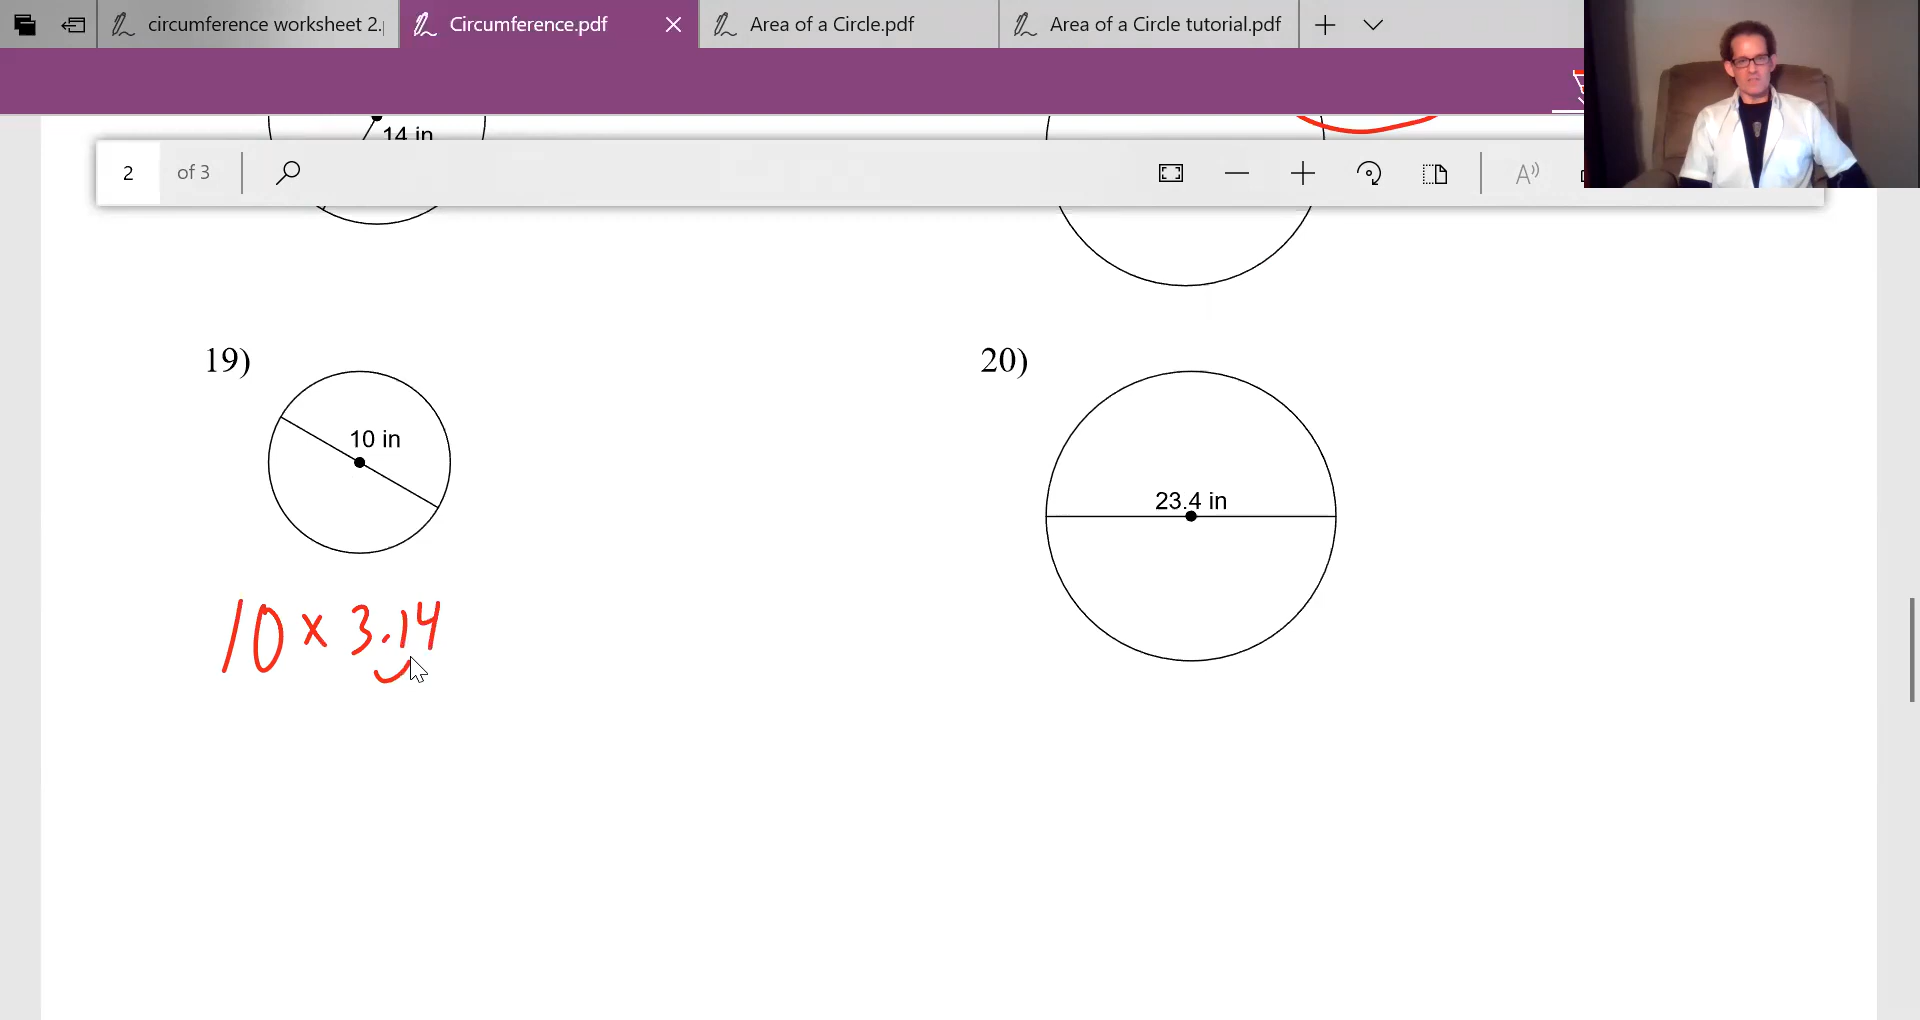 circumference worksheet 2.
Circumference.pdf
Area of a Circle.pdf
Area of a Circle tutorial.pdf
14 in
2 of 3
19)
20)
10 in
23.4 in
10 × 3.14